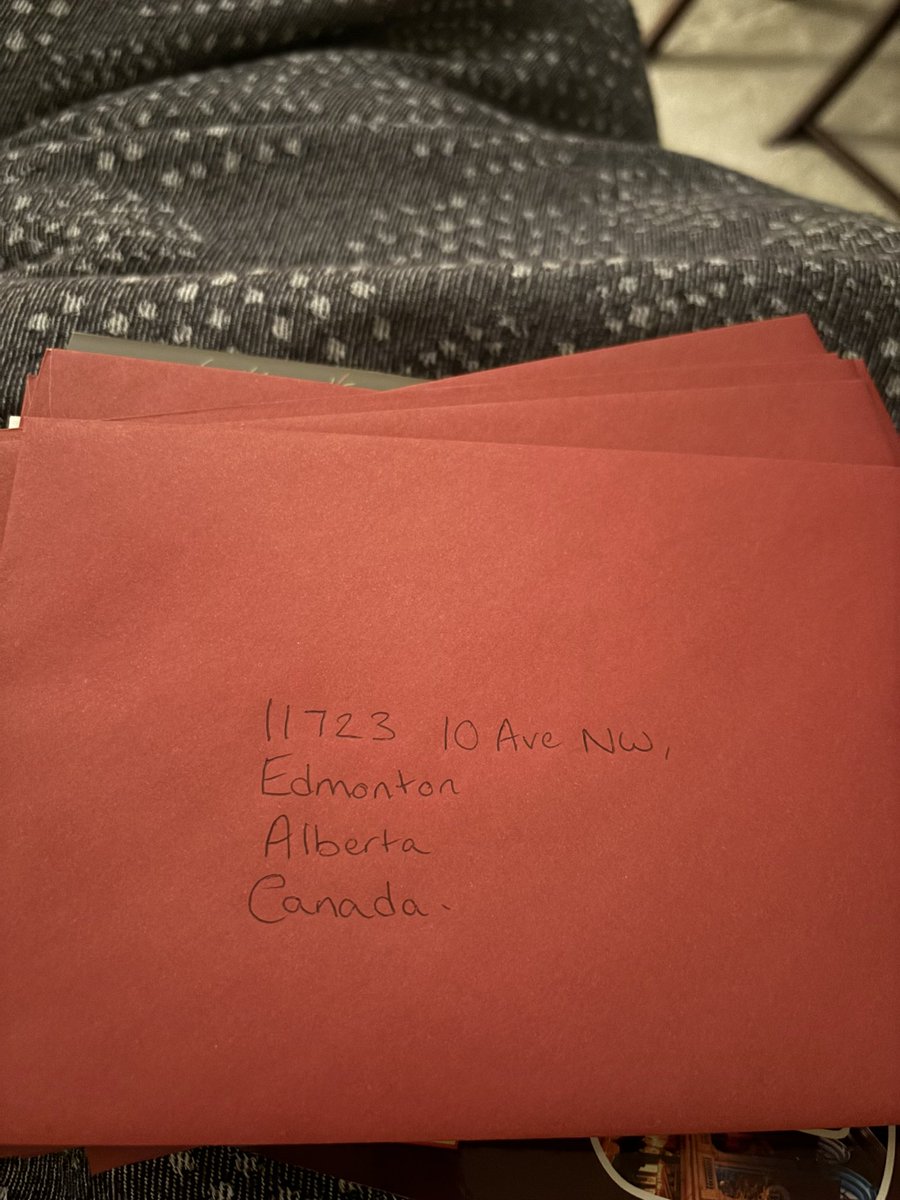 11723 10 Ave NW,
Edmonton
Alberta
Canada.